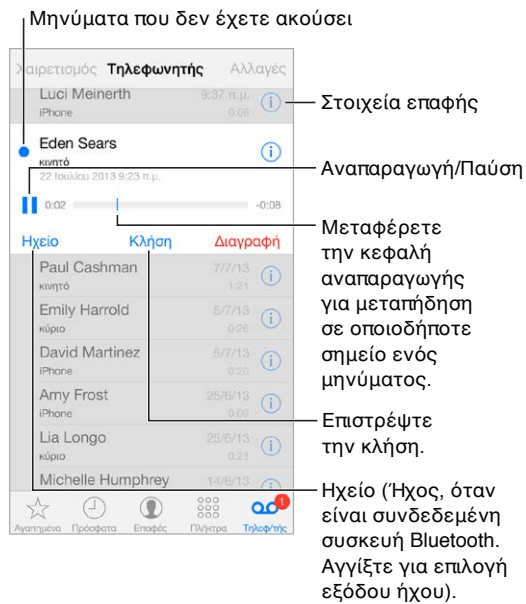 Μηνύματα που δεν έχετε ακούσει
Χαιρετισμός Τηλεφωνητής Αλλαγές
Luci Meinerth 9:37 π.μ.
iPhone 0:08
Στοιχεία επαφής
Eden Sears
κινητό
22 Ιουλίου 2013 9:23 π.μ.
Αναπαραγωγή/Παύση
0:02 -0:08
Ηχείο Κλήση Διαγραφή
Μεταφέρετε
την κεφαλή
αναπαραγωγής
για μεταπήδηση
σε οποιοδήποτε
σημείο ενός
μηνύματος.
Paul Cashman 7/7/13
κινητό 1:21
Emily Harrold 5/7/13
κύριο 0:26
David Martinez 5/7/13
iPhone 0:20
Amy Frost 25/6/13
iPhone 0:09
Επιστρέψτε
την κλήση.
Lia Longo 25/6/13
κύριο 0:21
Michelle Humphrey 14/6/13
Ηχείο (Ήχος, όταν
είναι συνδεδεμένη
συσκευή Bluetooth.
Αγγίξτε για επιλογή
εξόδου ήχου).
1
Αγαπημένα Πρόσφατα Επαφές Πλήκτρα Τηλεφ/τής